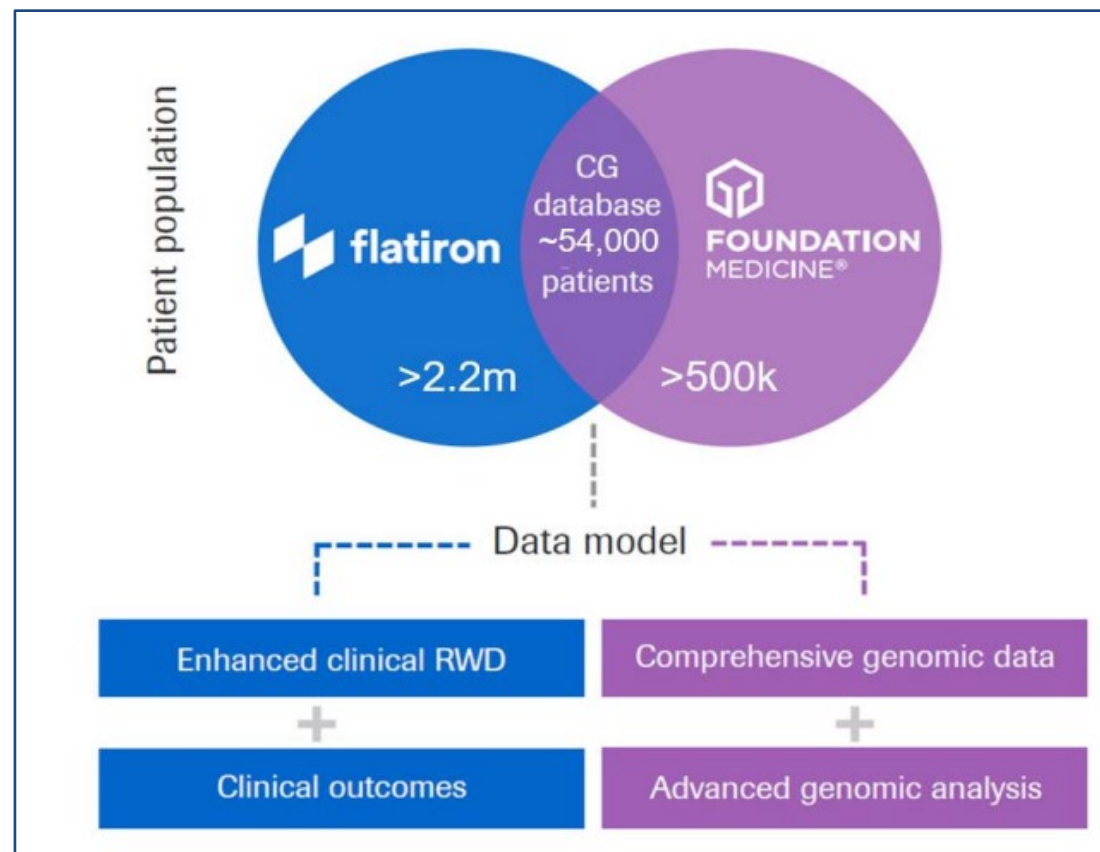 Patient population
flatiron
CG
database
~54,000
patients
FOUNDATION
MEDICINE®
>2.2m
>500k
Data model
Enhanced clinical RWD
Comprehensive genomic data
+
+
Clinical outcomes
Advanced genomic analysis